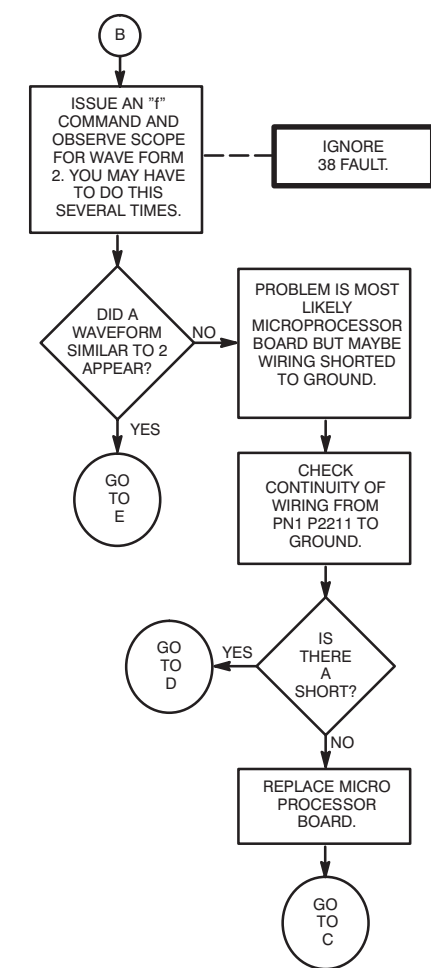 B
ISSUE AN ”f”
COMMAND AND
OBSERVE SCOPE
FOR WAVE FORM
2. YOU MAY HAVE
TO DO THIS
SEVERAL TIMES.
IGNORE
38 FAULT.
DID A
WAVEFORM
SIMILAR TO 2
APPEAR?
NO
PROBLEM IS MOST
LIKELY
MICROPROCESSOR
BOARD BUT MAYBE
WIRING SHORTED
TO GROUND.
YES
GO
TO
E
CHECK
CONTINUITY OF
WIRING FROM
PN1 P2211 TO
GROUND.
IS
THERE
A
SHORT?
YES
GO
TO
D
NO
REPLACE MICRO
PROCESSOR
BOARD.
GO
TO
C